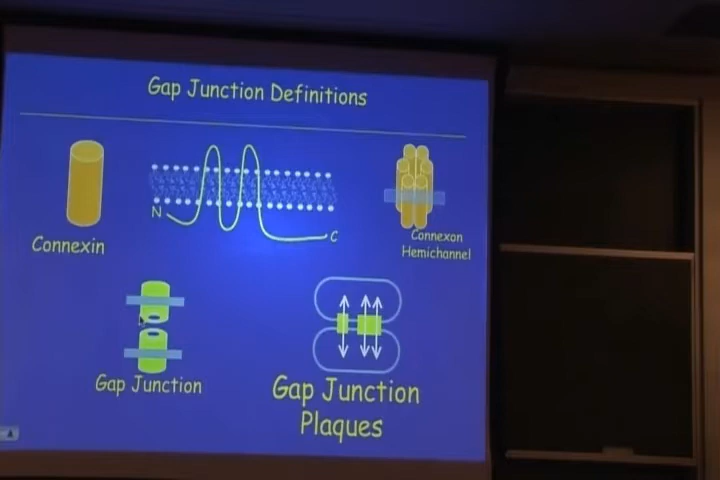 Gap Junction Definitions
N
C
Connexin
Connexon
Hemichannel
Gap Junction
Gap Junction
Plaques